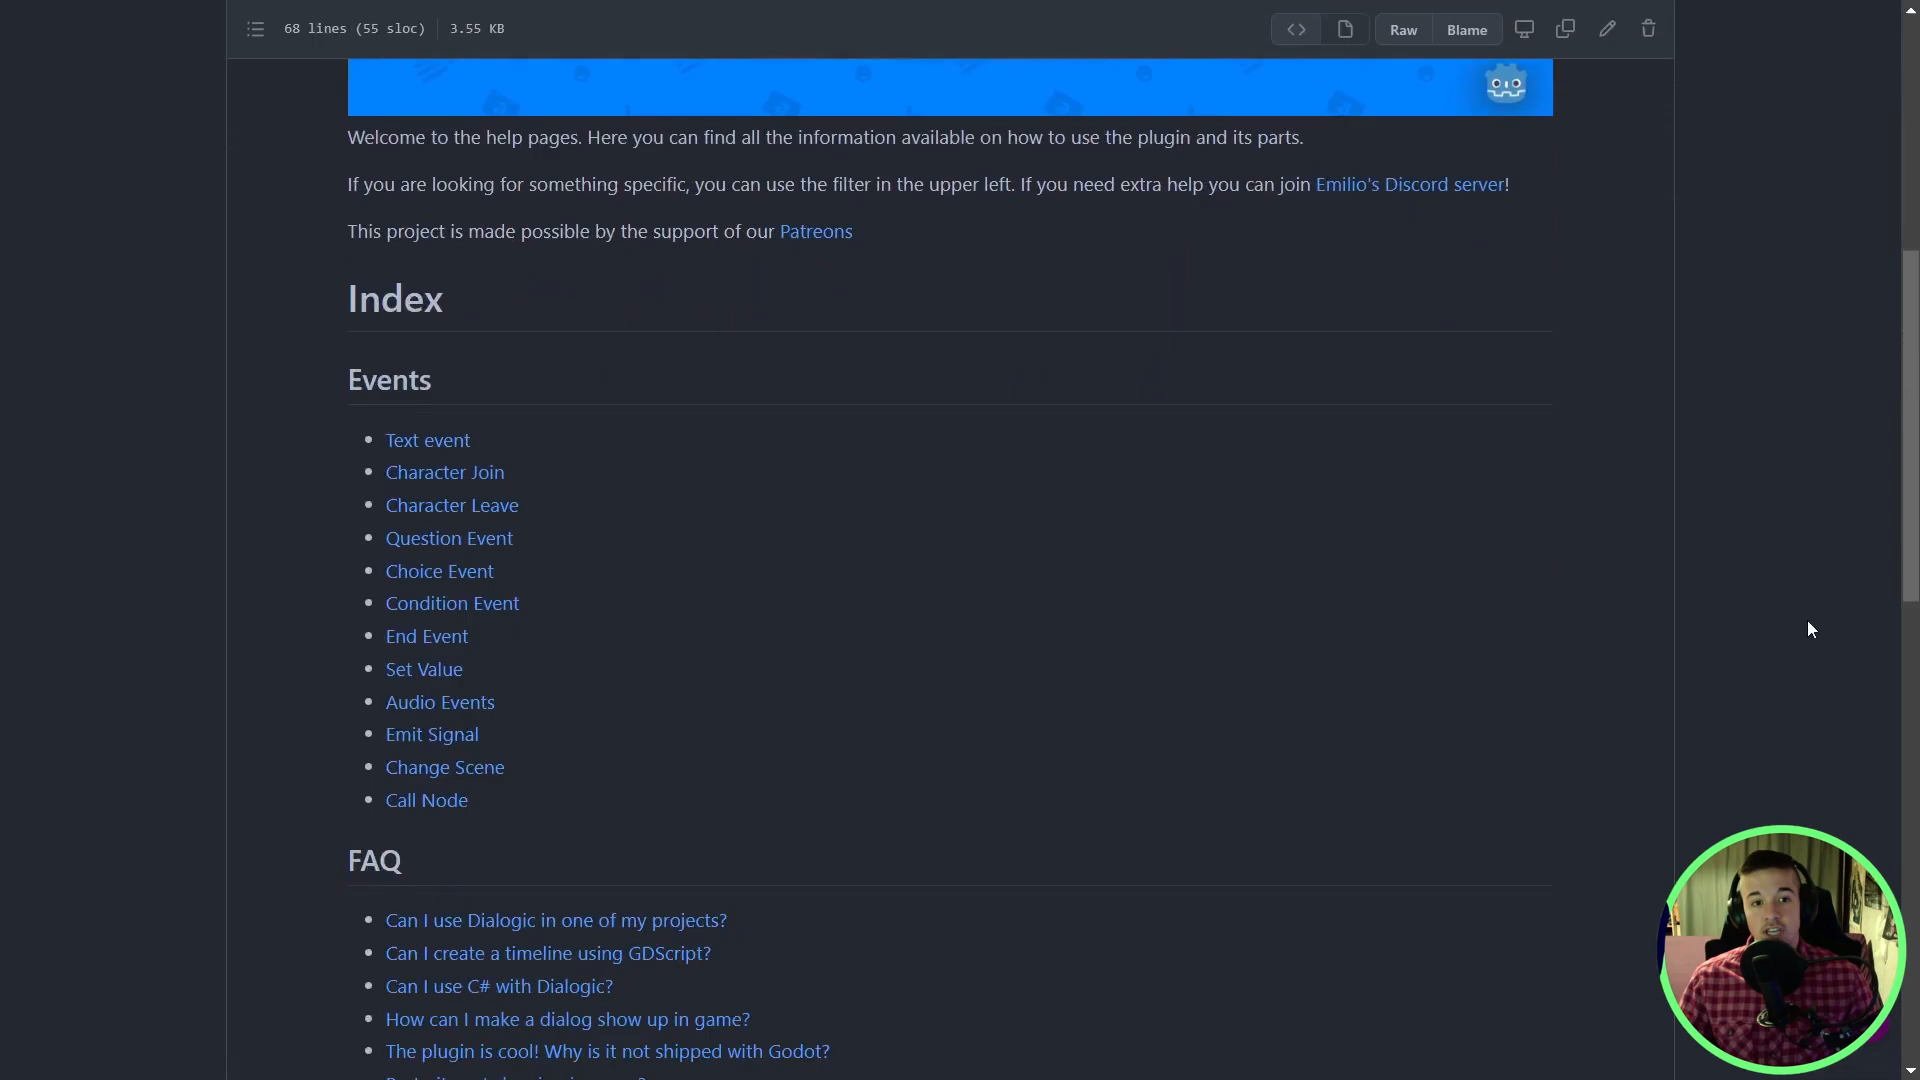 68 lines (55 sloc) 3.55 KB
Raw Blame
Welcome to the help pages. Here you can find all the information available on how to use the plugin and its parts.
If you are looking for something specific, you can use the filter in the upper left. If you need extra help you can join Emilio's Discord server!
This project is made possible by the support of our Patreons
Index
Events
Text event
Character Join
Character Leave
Question Event
Choice Event
Condition Event
End Event
Set Value
Audio Events
Emit Signal
Change Scene
Call Node
FAQ
Can I use Dialogic in one of my projects?
Can I create a timeline using GDScript?
Can I use C# with Dialogic?
How can I make a dialog show up in game?
The plugin is cool! Why is it not shipped with Godot?